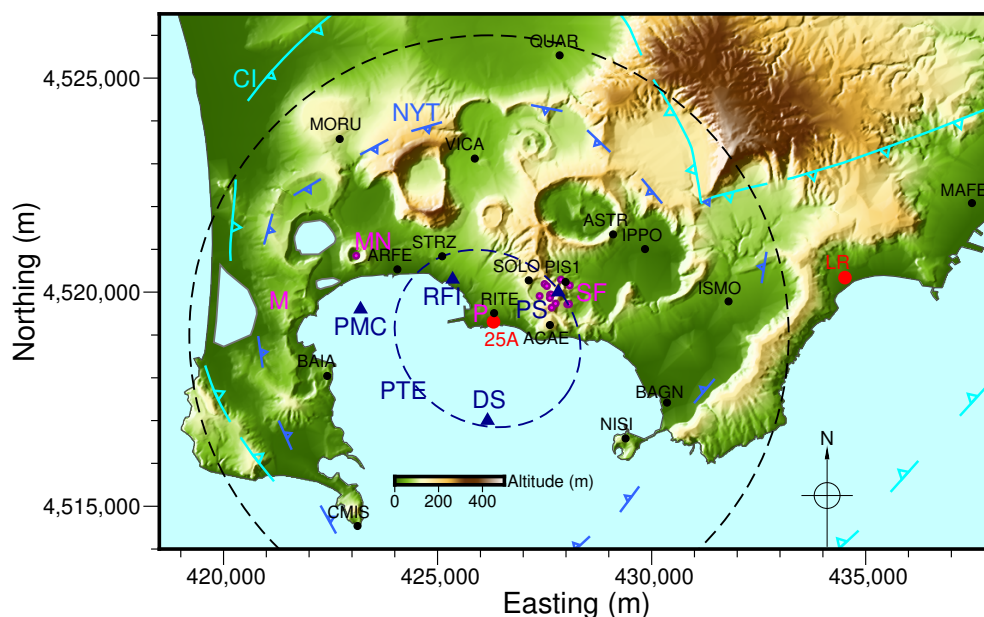 QUAR
4,525,000
CI
NYT
MORU
VICA
MAFE
ASTR
IPPO
MN
STRZ
ARFE
SOLO
PIS1
LR
4,520,000
M
RFI
PS
SF
ISMO
RITE
P
PMC
25A
ACAE
BAIA
PTE
DS
BAGN
NISI
N
0 200 400
Altitude (m)
4,515,000
CMIS
420,000
425,000
430,000
435,000
Easting (m)
Northing (m)